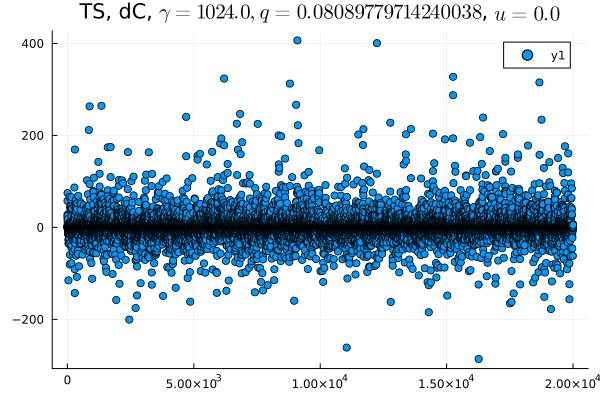 TS, dC, γ = 1024.0, q = 0.08089779714240038, u = 0.0
400
y1
200
0
−200
0 5.00×10³ 1.00×10⁴ 1.50×10⁴ 2.00×10⁴